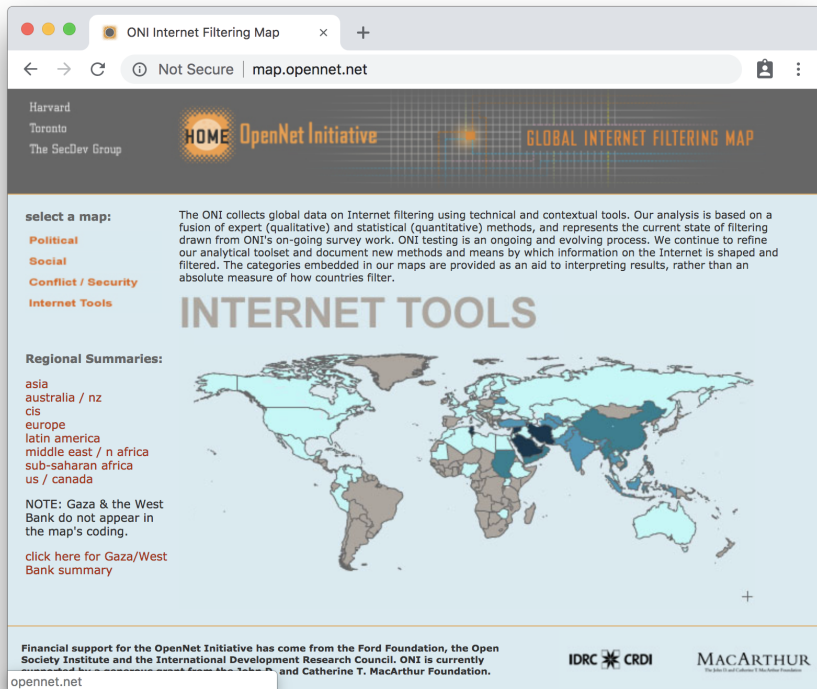 ONI Internet Filtering Map
Not Secure
map.opennet.net
Harvard
Toronto
The SecDev Group
HOME OpenNet Initiative
GLOBAL INTERNET FILTERING MAP
select a map:
Political
Social
Conflict / Security
Internet Tools
The ONI collects global data on Internet filtering using technical and contextual tools. Our analysis is based on a
fusion of expert (qualitative) and statistical (quantitative) methods, and represents the current state of filtering
drawn from ONI's on-going survey work. ONI testing is an ongoing and evolving process. We continue to refine
our analytical toolset and document new methods and means by which information on the Internet is shaped and
filtered. The categories embedded in our maps are provided as an aid to interpreting results, rather than an
absolute measure of how countries filter.
INTERNET TOOLS
Regional Summaries:
asia
australia / nz
cis
europe
latin america
middle east / n africa
sub-saharan africa
us / canada
NOTE: Gaza & the West
Bank do not appear in
the map's coding.
click here for Gaza/West
Bank summary
Financial support for the OpenNet Initiative has come from the Ford Foundation, the Open
Society Institute and the International Development Research Council. ONI is currently
supported by a generous grant from the John D. and Catherine T. MacArthur Foundation.
IDRC CRDI
MACARTHUR
The John D. and Catherine T. MacArthur Foundation
opennet.net